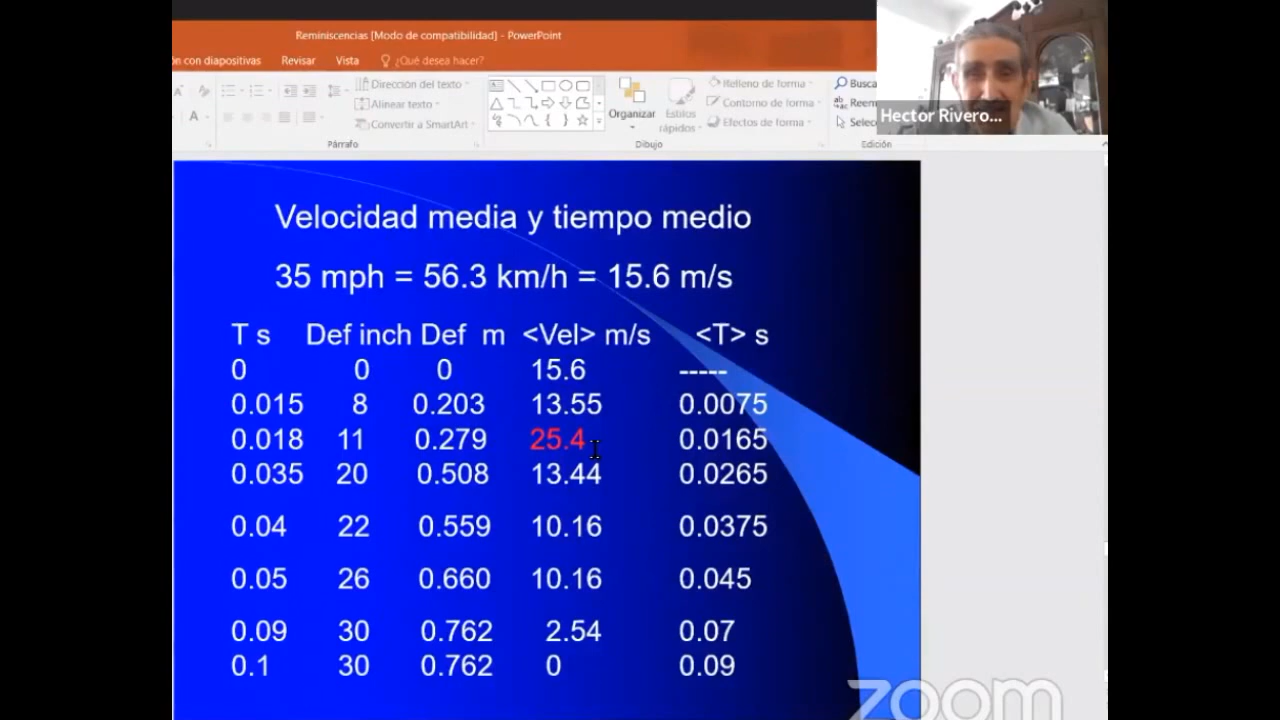 Reminiscencias [Modo de compatibilidad] - PowerPoint
ón con diapositivas Revisar Vista ¿Qué desea hacer?
Dirección del texto Relleno de forma Busca
Alinear texto Organizar Estilos Contorno de forma Reem
Convertir a SmartArt rápidos Efectos de forma Selec
Párrafo Dibujo Edición
Hector Rivero...
Velocidad media y tiempo medio
35 mph = 56.3 km/h = 15.6 m/s
T s Def inch Def m <Vel> m/s <T> s
0 0 0 15.6 -----
0.015 8 0.203 13.55 0.0075
0.018 11 0.279 25.4 0.0165
0.035 20 0.508 13.44 0.0265
0.04 22 0.559 10.16 0.0375
0.05 26 0.660 10.16 0.045
0.09 30 0.762 2.54 0.07
0.1 30 0.762 0 0.09
zoom